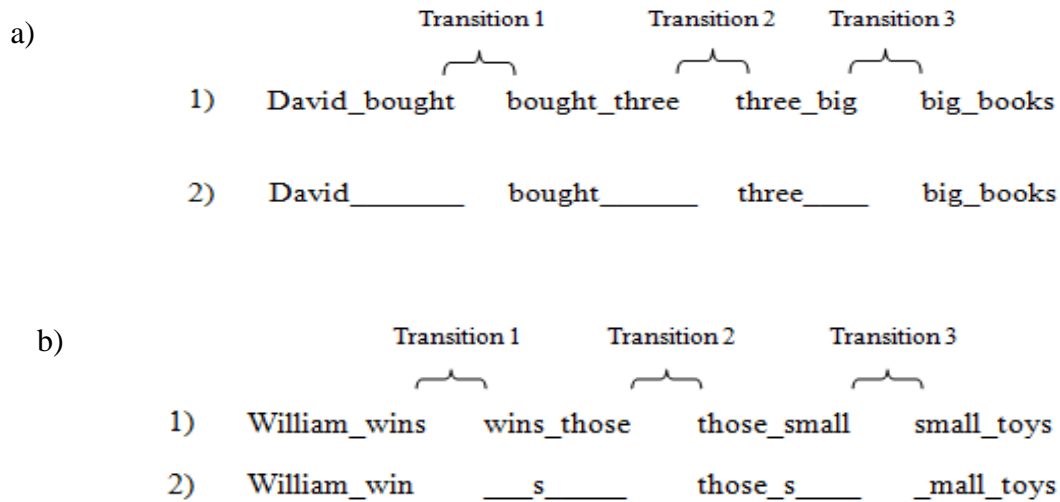 a)
Transition 1 Transition 2 Transition 3
1) David_bought bought_three three_big big_books
2) David_______ bought______ three____ big_books
b)
Transition 1 Transition 2 Transition 3
1) William_wins wins_those those_small small_toys
2) William_win ___s_____ those_s____ _mall_toys